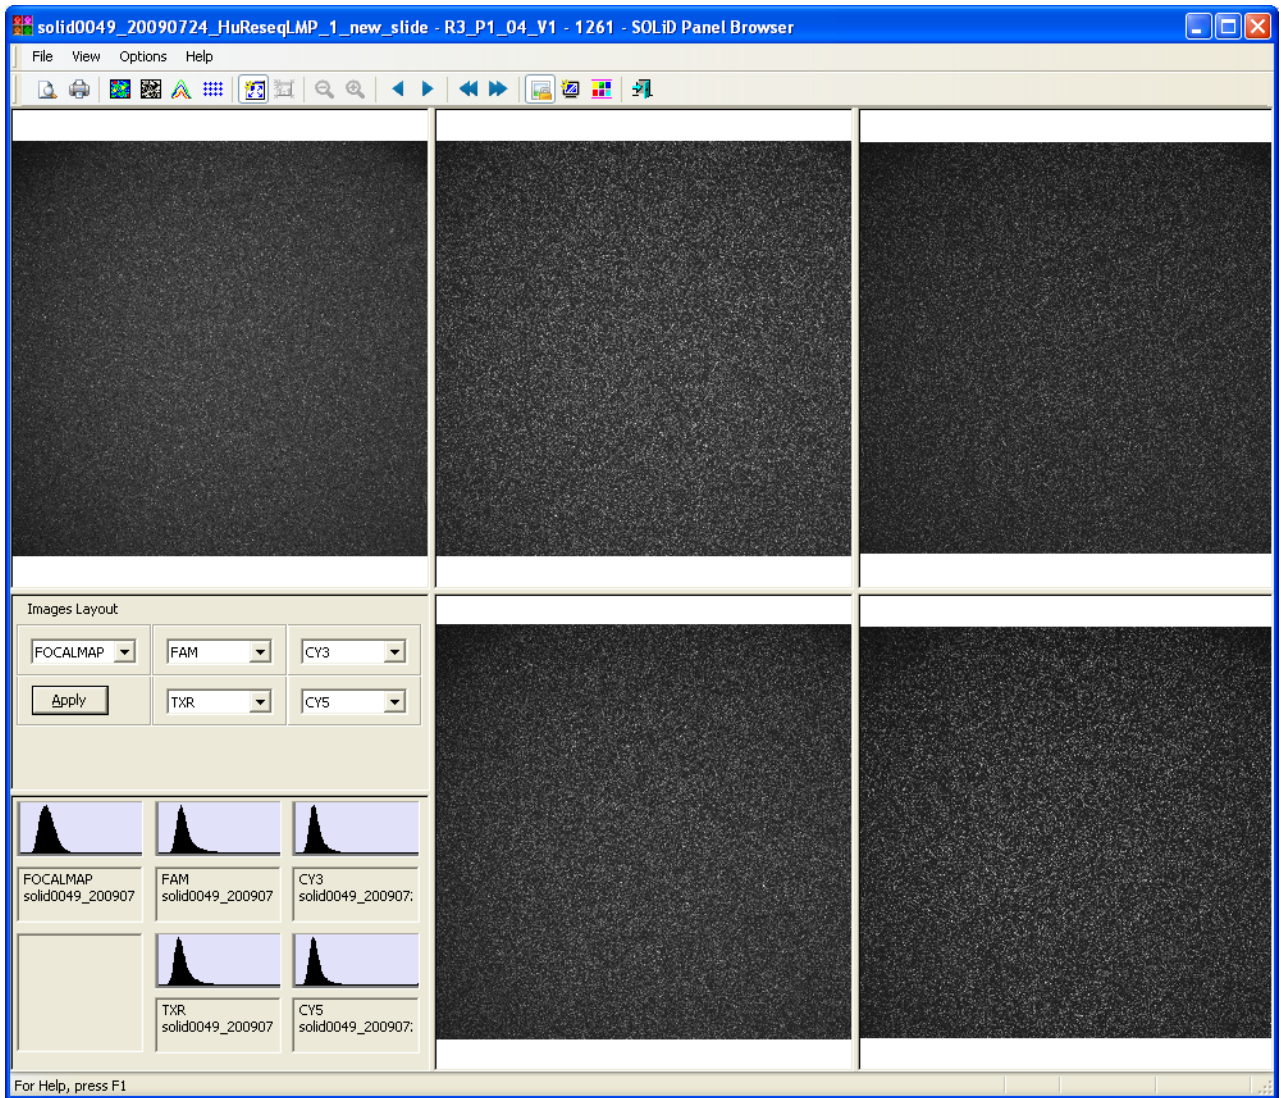 solid0049_20090724_HuReseqLMP_1_new_slide - R3_P1_04_V1 - 1261 - SOLiD Panel Browser
File View Options Help
Images Layout
FOCALMAP FAM CY3
Apply TXR CY5
FOCALMAP
solid0049_200907
FAM
solid0049_200907
CY3
solid0049_200907:
TXR
solid0049_200907
CY5
solid0049_200907:
For Help, press F1